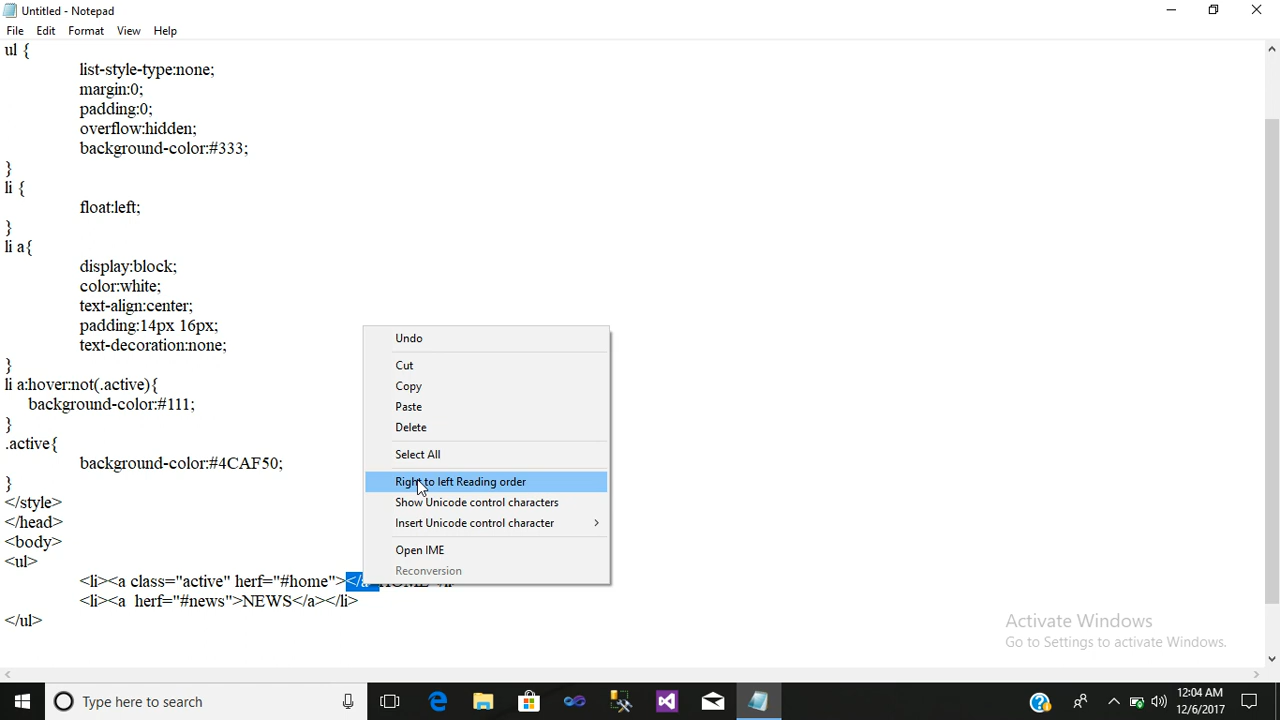 Untitled - Notepad
File Edit Format View Help
ul {
list-style-type:none;
margin:0;
padding:0;
overflow:hidden;
background-color:#333;
}
li {
float:left;
}
li a{
display:block;
color:white;
text-align:center;
padding:14px 16px;
text-decoration:none;
}
li a:hover:not(.active){
background-color:#111;
}
.active{
background-color:#4CAF50;
}
</style>
</head>
<body>
<ul>
<li><a class="active" herf="#home"></a>HOME</li>
<li><a herf="#news">NEWS</a></li>
</ul>
Undo
Cut
Copy
Paste
Delete
Select All
Right to left Reading order
Show Unicode control characters
Insert Unicode control character
Open IME
Reconversion
Activate Windows
Go to Settings to activate Windows.
Type here to search
12:04 AM
12/6/2017